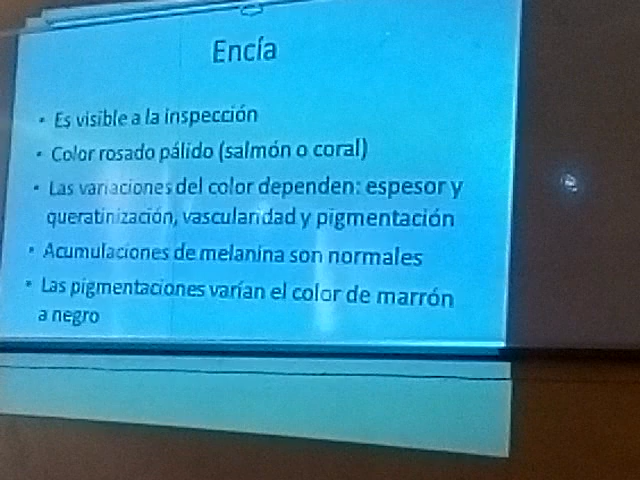 Encía
• Es visible a la inspección
• Color rosado pálido (salmón o coral)
• Las variaciones del color dependen: espesor y
queratinización, vascularidad y pigmentación
• Acumulaciones de melanina son normales
• Las pigmentaciones varían el color de marrón
a negro